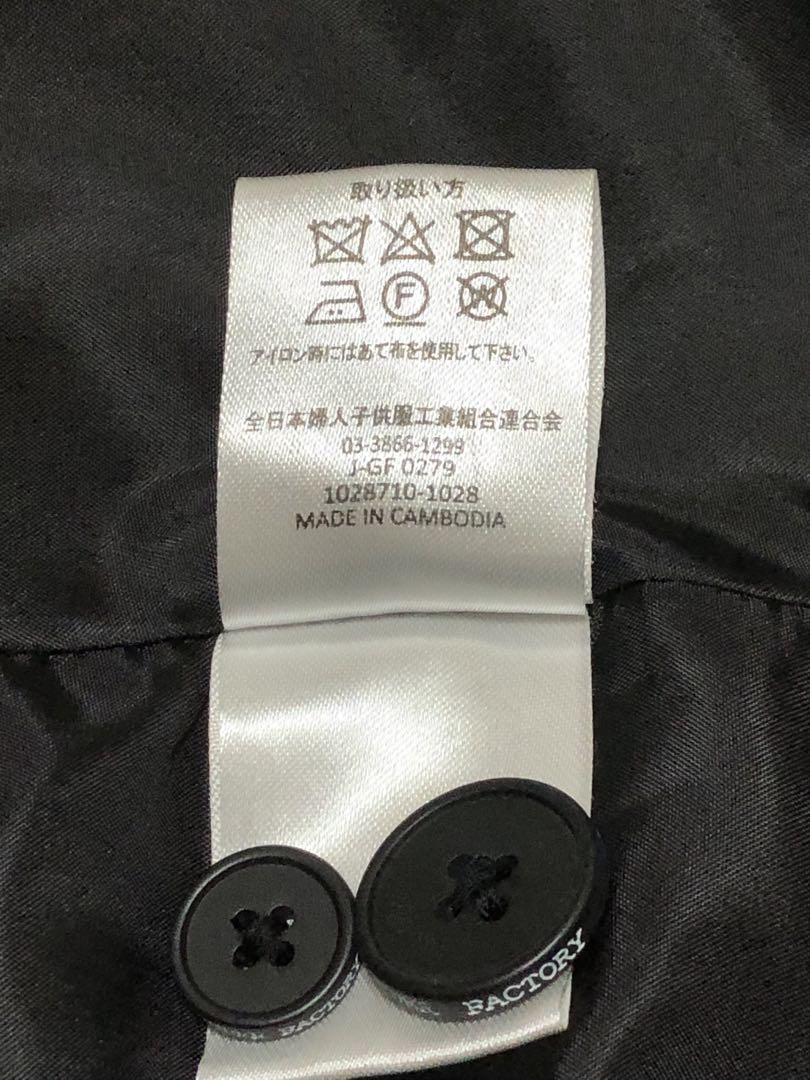 取り扱い方
F
W
アイロン時にはあて布を使用して下さい。
全日本婦人子供服工業組合連合会
03-3866-1299
J-GF 0279
1028710-1028
MADE IN CAMBODIA
FACTORY
FACTORY